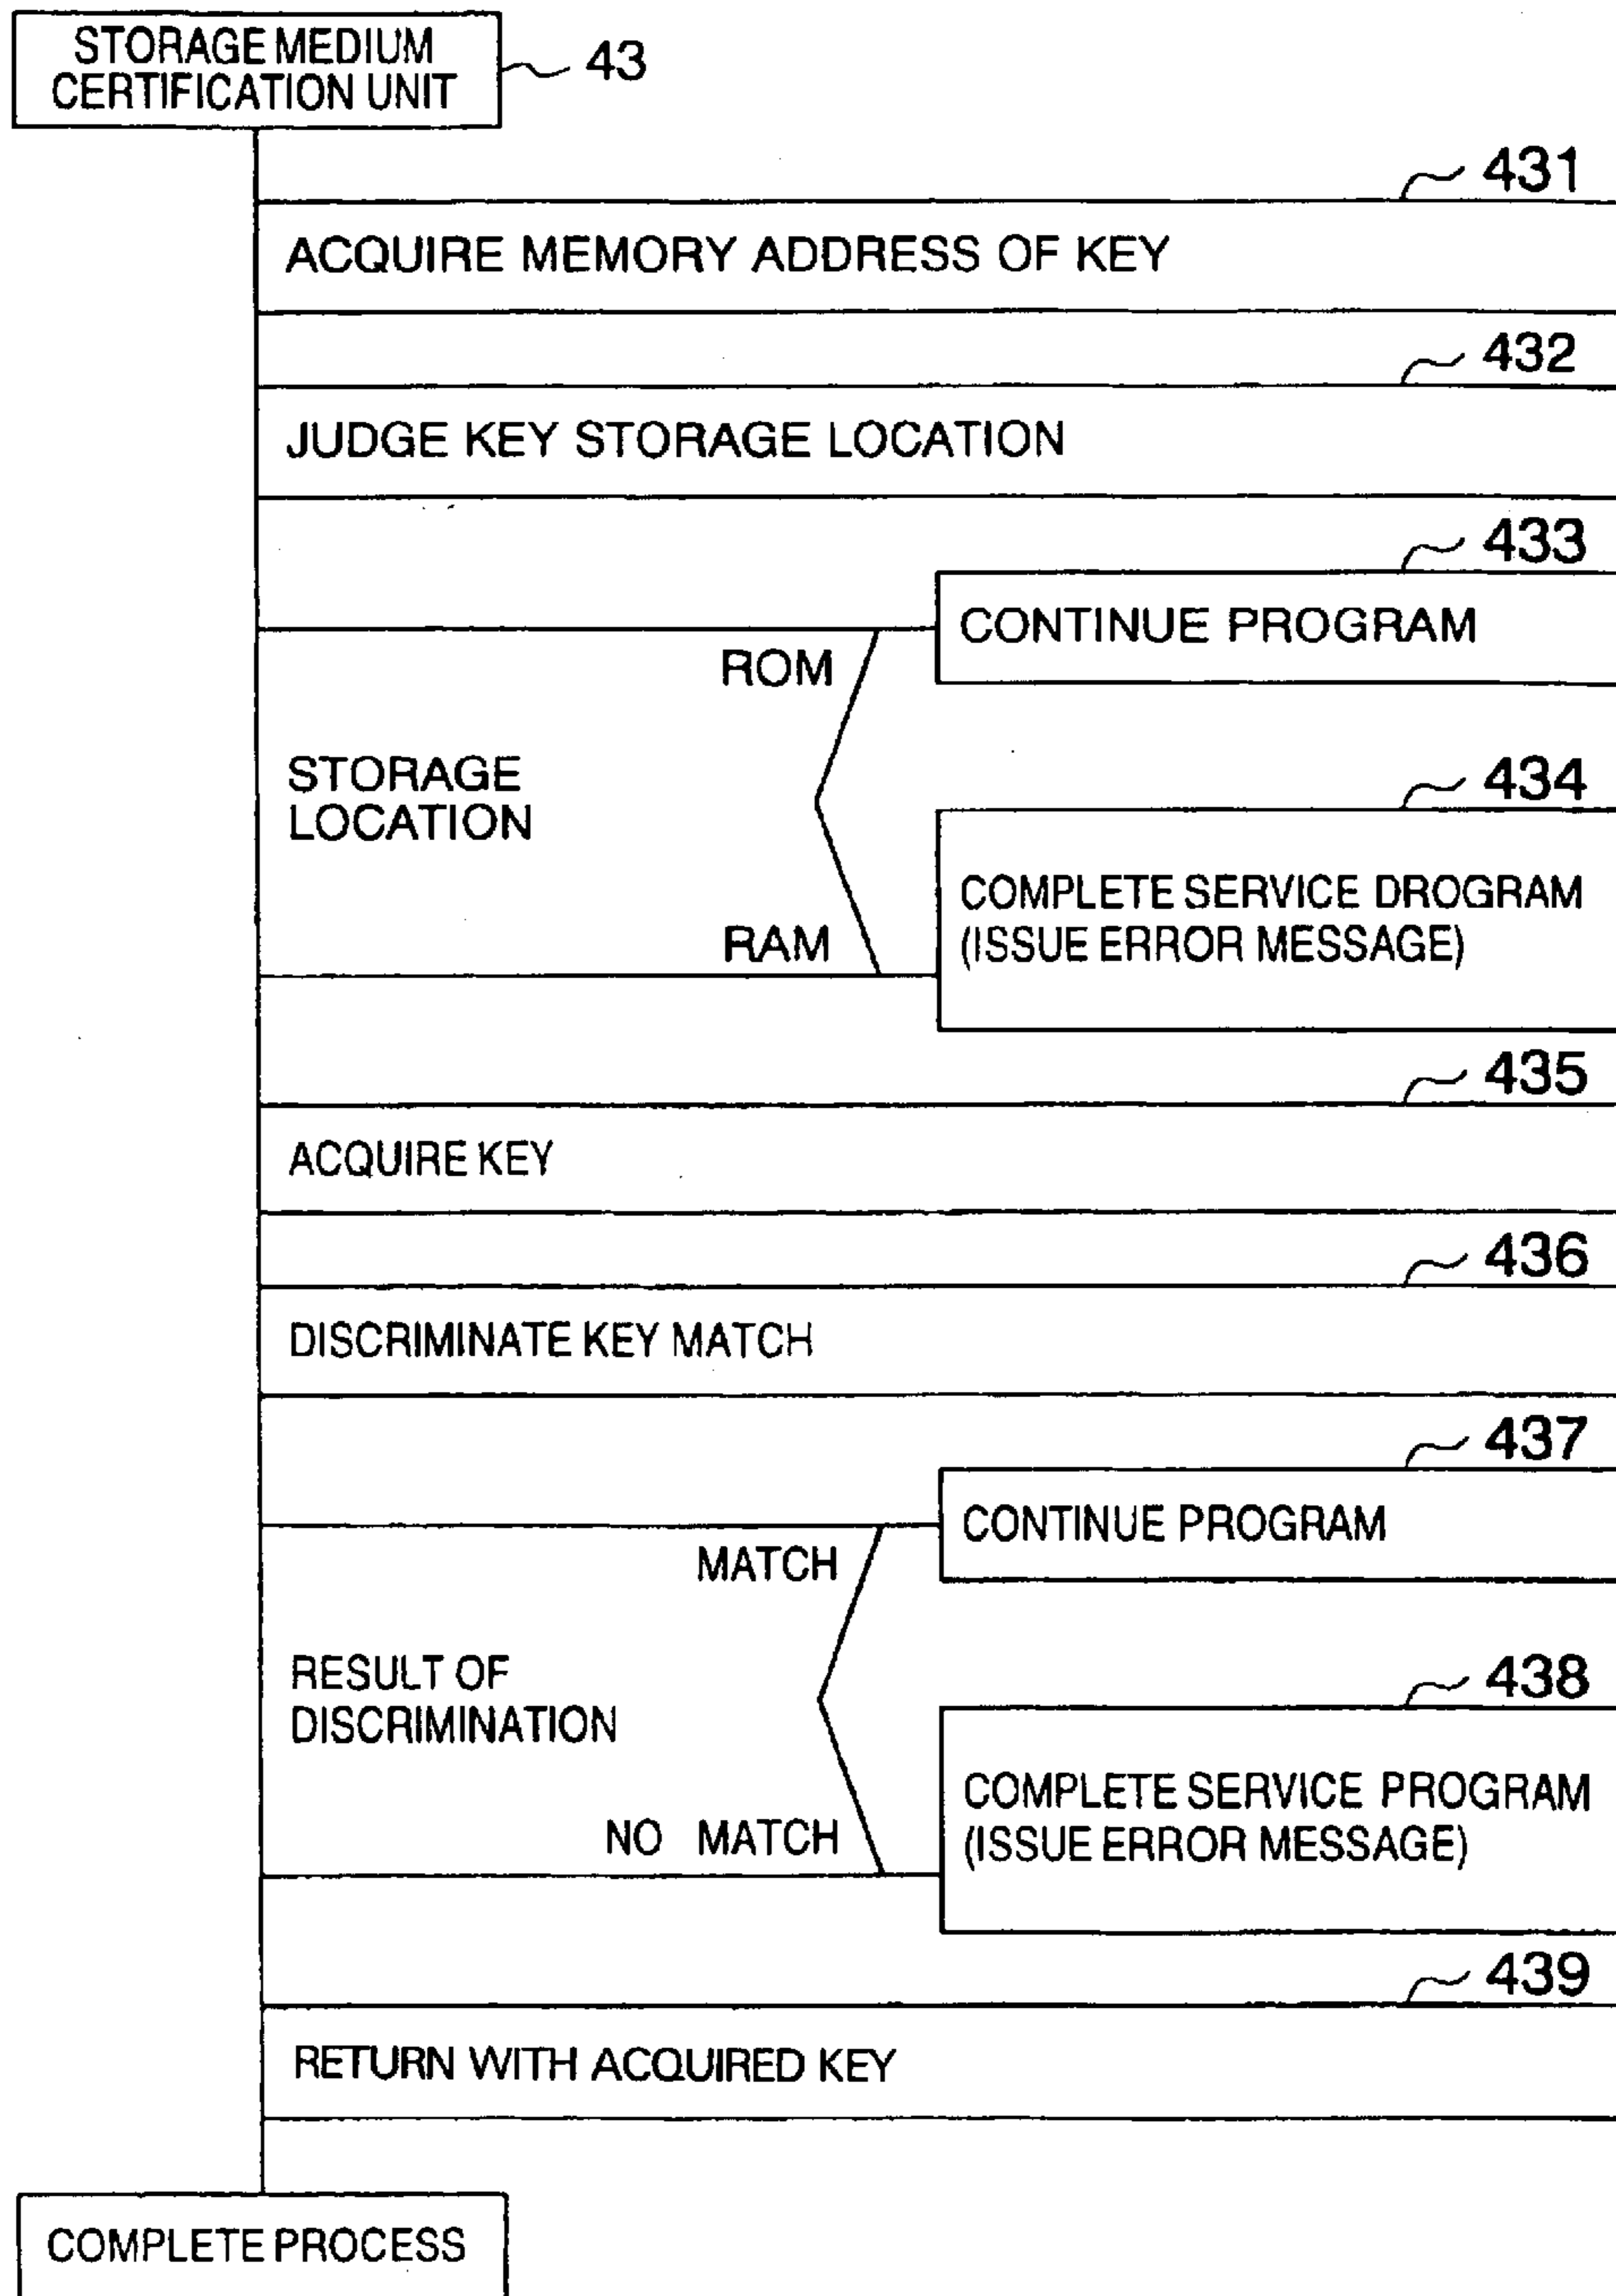 STORAGE MEDIUM
CERTIFICATION UNIT
43
431
ACQUIRE MEMORY ADDRESS OF KEY
432
JUDGE KEY STORAGE LOCATION
433
CONTINUE PROGRAM
ROM
STORAGE
LOCATION
434
COMPLETE SERVICE DROGRAM
(ISSUE ERROR MESSAGE)
RAM
435
ACQUIRE KEY
436
DISCRIMINATE KEY MATCH
437
CONTINUE PROGRAM
MATCH
RESULT OF
DISCRIMINATION
438
COMPLETE SERVICE PROGRAM
(ISSUE ERROR MESSAGE)
NO MATCH
439
RETURN WITH ACQUIRED KEY
COMPLETE PROCESS